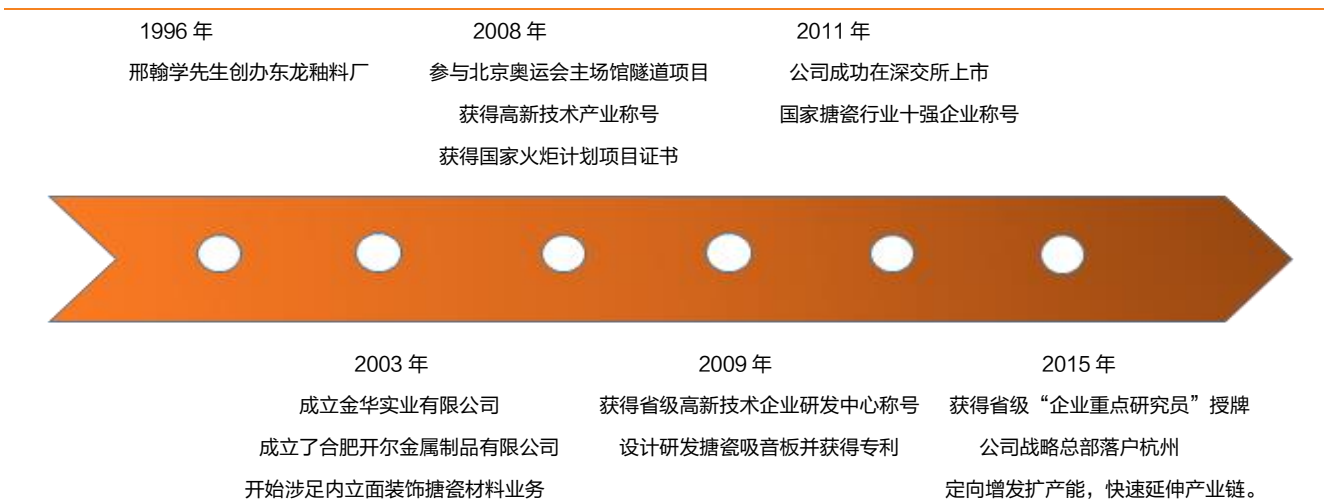 1996 年
邢翰学先生创办东龙釉料厂
2008 年
参与北京奥运会主场馆隧道项目
获得高新技术产业称号
获得国家火炬计划项目证书
2011 年
公司成功在深交所上市
国家搪瓷行业十强企业称号
2003 年
成立金华实业有限公司
成立了合肥开尔金属制品有限公司
开始涉足内立面装饰搪瓷材料业务
2009 年
获得省级高新技术企业研发中心称号
设计研发搪瓷吸音板并获得专利
2015 年
获得省级“企业重点研究员”授牌
公司战略总部落户杭州
定向增发扩产能，快速延伸产业链。